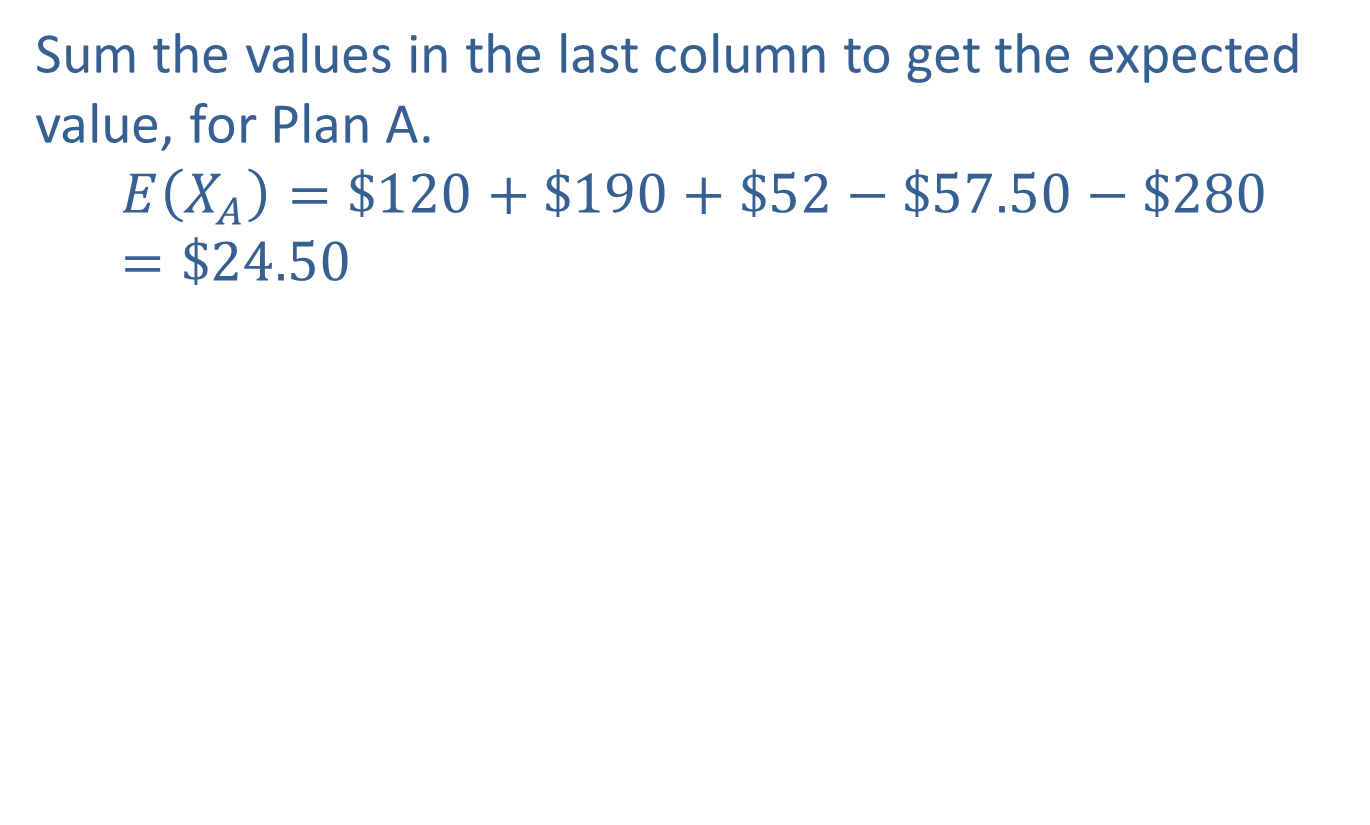 Sum the values in the last column to get the expected
value, for Plan A.
E(X_A) = $120 + $190 + $52 − $57.50 − $280
= $24.50